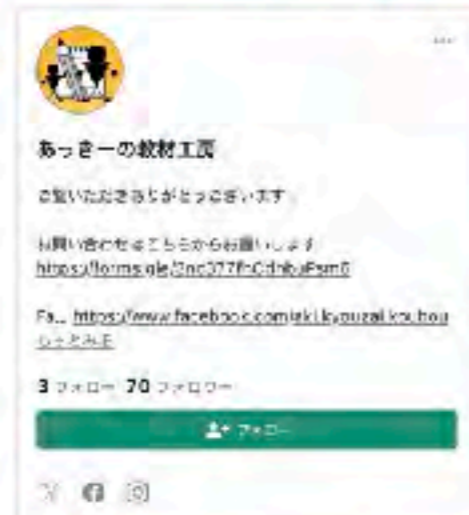 あっきーの教材工房
ご覧いただきありがとうございます
お問い合わせはこちらからお願いします
Fa… https://www.facebook.com/aki.kyouzai.koubou
もっとみる
3 フォロー 70 フォロワー
フォロー